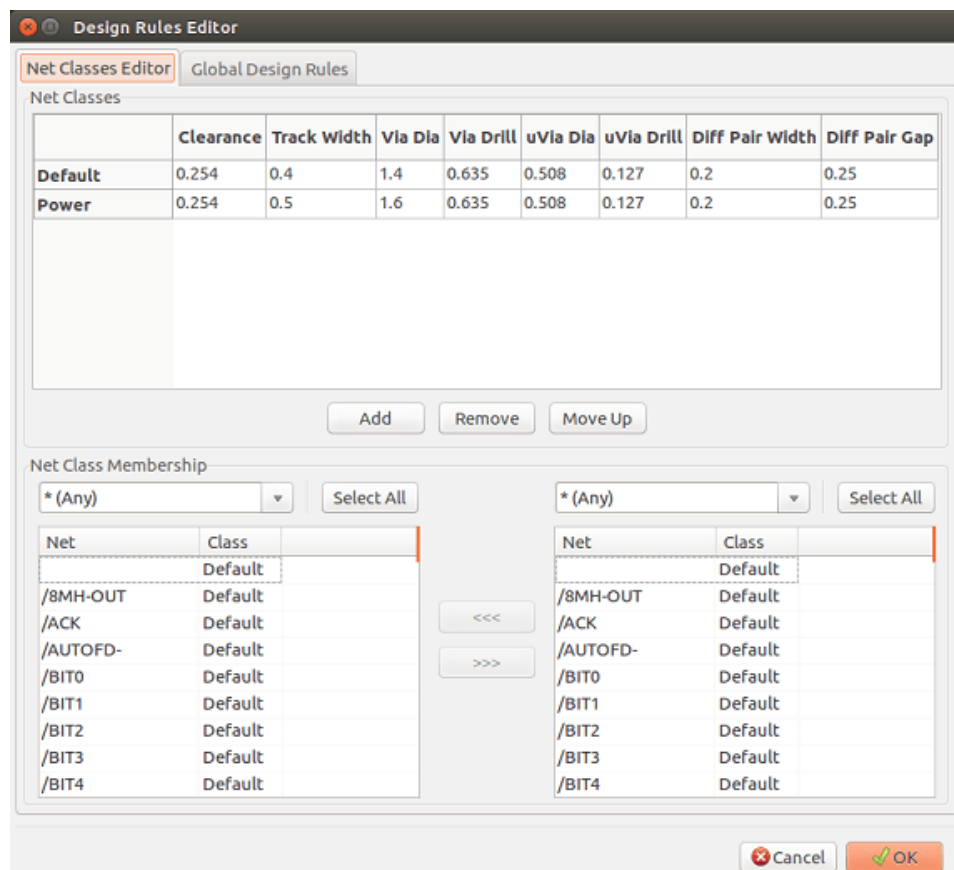 Design Rules Editor
Net Classes Editor Global Design Rules
Net Classes
Clearance Track Width Via Dia Via Drill uVia Dia uVia Drill Diff Pair Width Diff Pair Gap
Default 0.254 0.4 1.4 0.635 0.508 0.127 0.2 0.25
Power 0.254 0.5 1.6 0.635 0.508 0.127 0.2 0.25
Add Remove Move Up
Net Class Membership
* (Any) Select All * (Any) Select All
Net Class Net Class
Default Default
/8MH-OUT Default /8MH-OUT Default
/ACK Default <<< /ACK Default
/AUTOFD- Default /AUTOFD- Default
/BIT0 Default >>> /BIT0 Default
/BIT1 Default /BIT1 Default
/BIT2 Default /BIT2 Default
/BIT3 Default /BIT3 Default
/BIT4 Default /BIT4 Default
Cancel OK